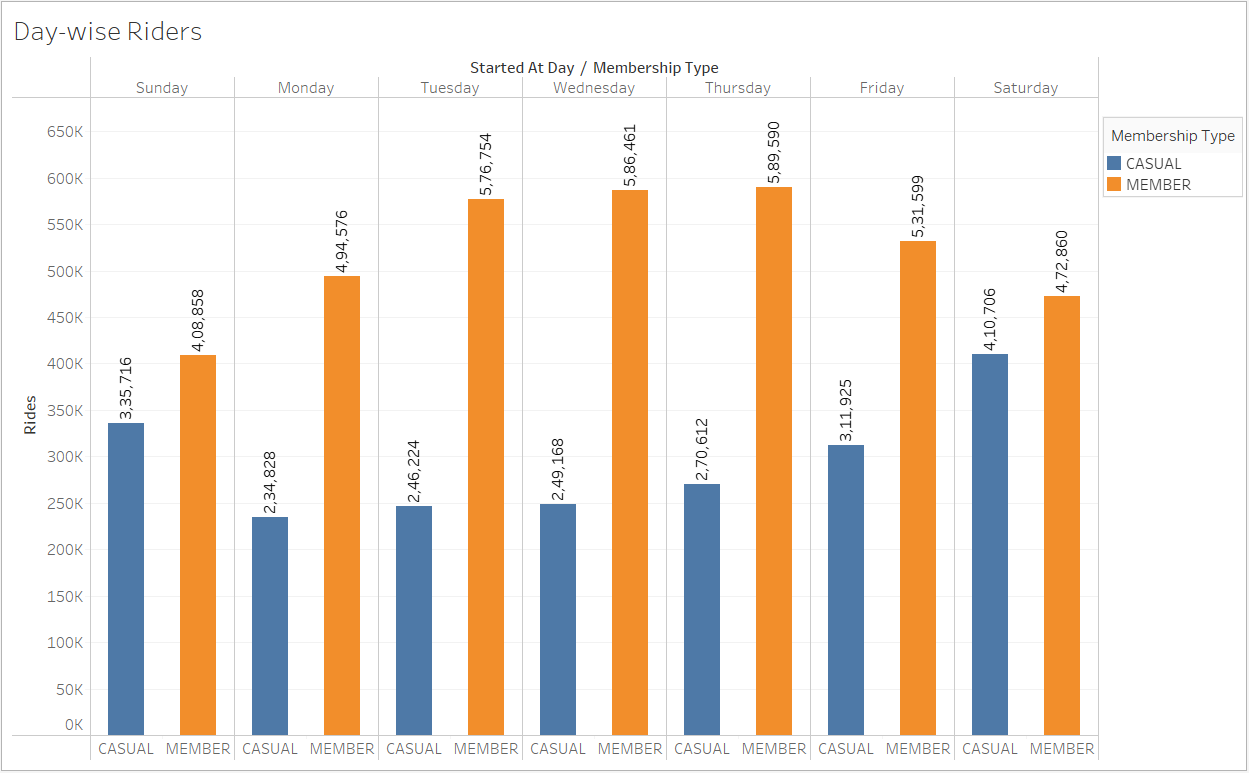 Day-wise Riders
Started At Day / Membership Type
Sunday Monday Tuesday Wednesday Thursday Friday Saturday
Membership Type
CASUAL
MEMBER
Rides
650K
600K
550K
500K
450K
400K
350K
300K
250K
200K
150K
100K
50K
0K
3,35,716
4,08,858
2,34,828
4,94,576
2,46,224
5,76,754
2,49,168
5,86,461
2,70,612
5,89,590
3,11,925
5,31,599
4,10,706
4,72,860
CASUAL MEMBER CASUAL MEMBER CASUAL MEMBER CASUAL MEMBER CASUAL MEMBER CASUAL MEMBER CASUAL MEMBER